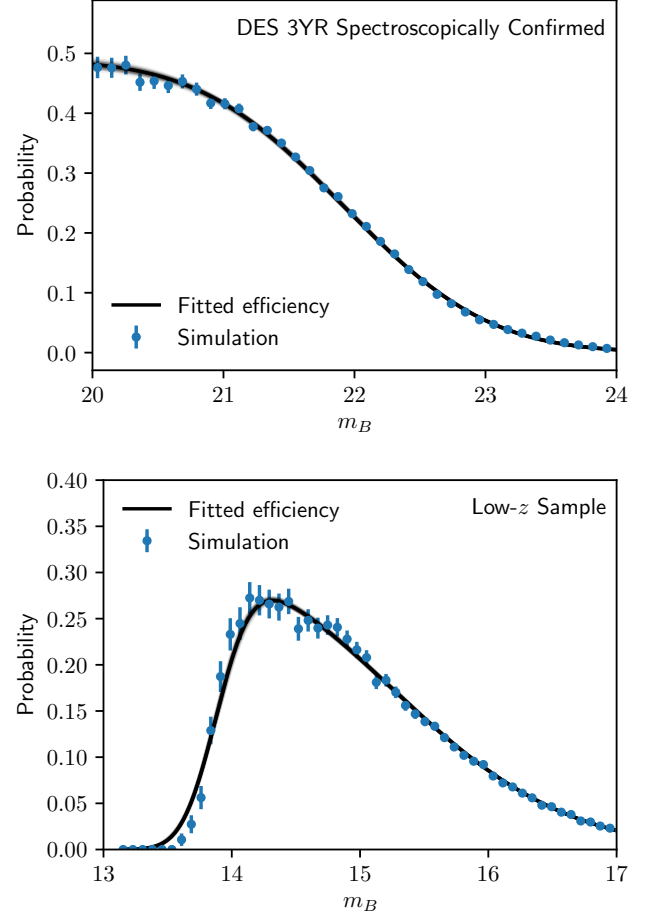 DES 3YR Spectroscopically Confirmed
0.5
0.4
0.3
0.2
0.1
0.0
Probability
Fitted efficiency
Simulation
20 21 22 23 24
m_B
0.40
0.35
0.30
0.25
0.20
0.15
0.10
0.05
0.00
Probability
Fitted efficiency
Simulation
Low-z Sample
13 14 15 16 17
m_B